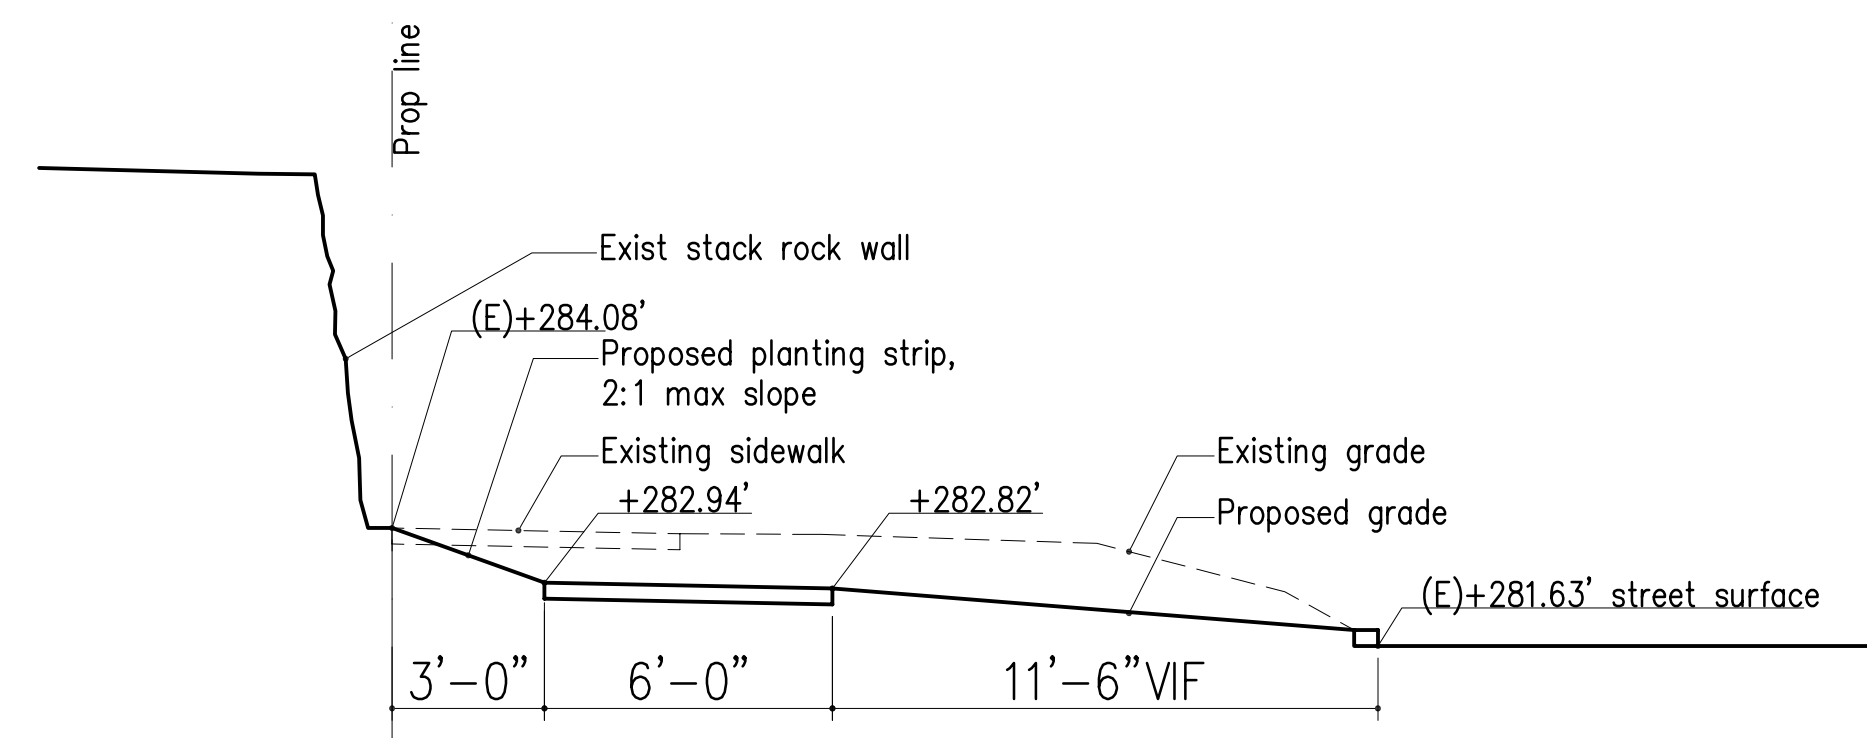 Prop line
Exist stack rock wall
(E)+284.08’
Proposed planting strip,
2:1 max slope
Existing sidewalk
Existing grade
+282.94’
+282.82’
Proposed grade
(E)+281.63’ street surface
3’-0”
6’-0”
11’-6”VIF